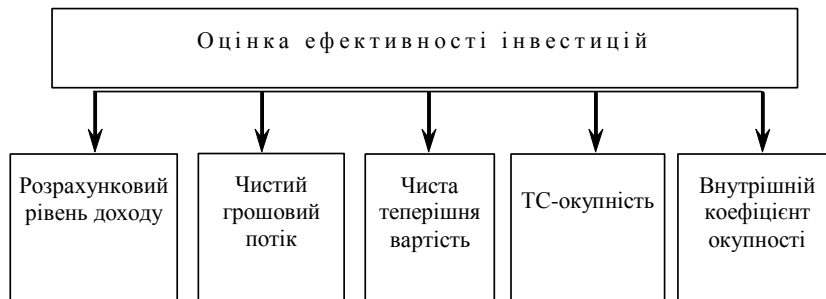 Оцінка ефективності інвестицій
Розрахунковий
рівень доходу
Чистий
грошовий
потік
Чиста
теперішня
вартість
ТС-окупність
Внутрішній
коефіцієнт
окупності